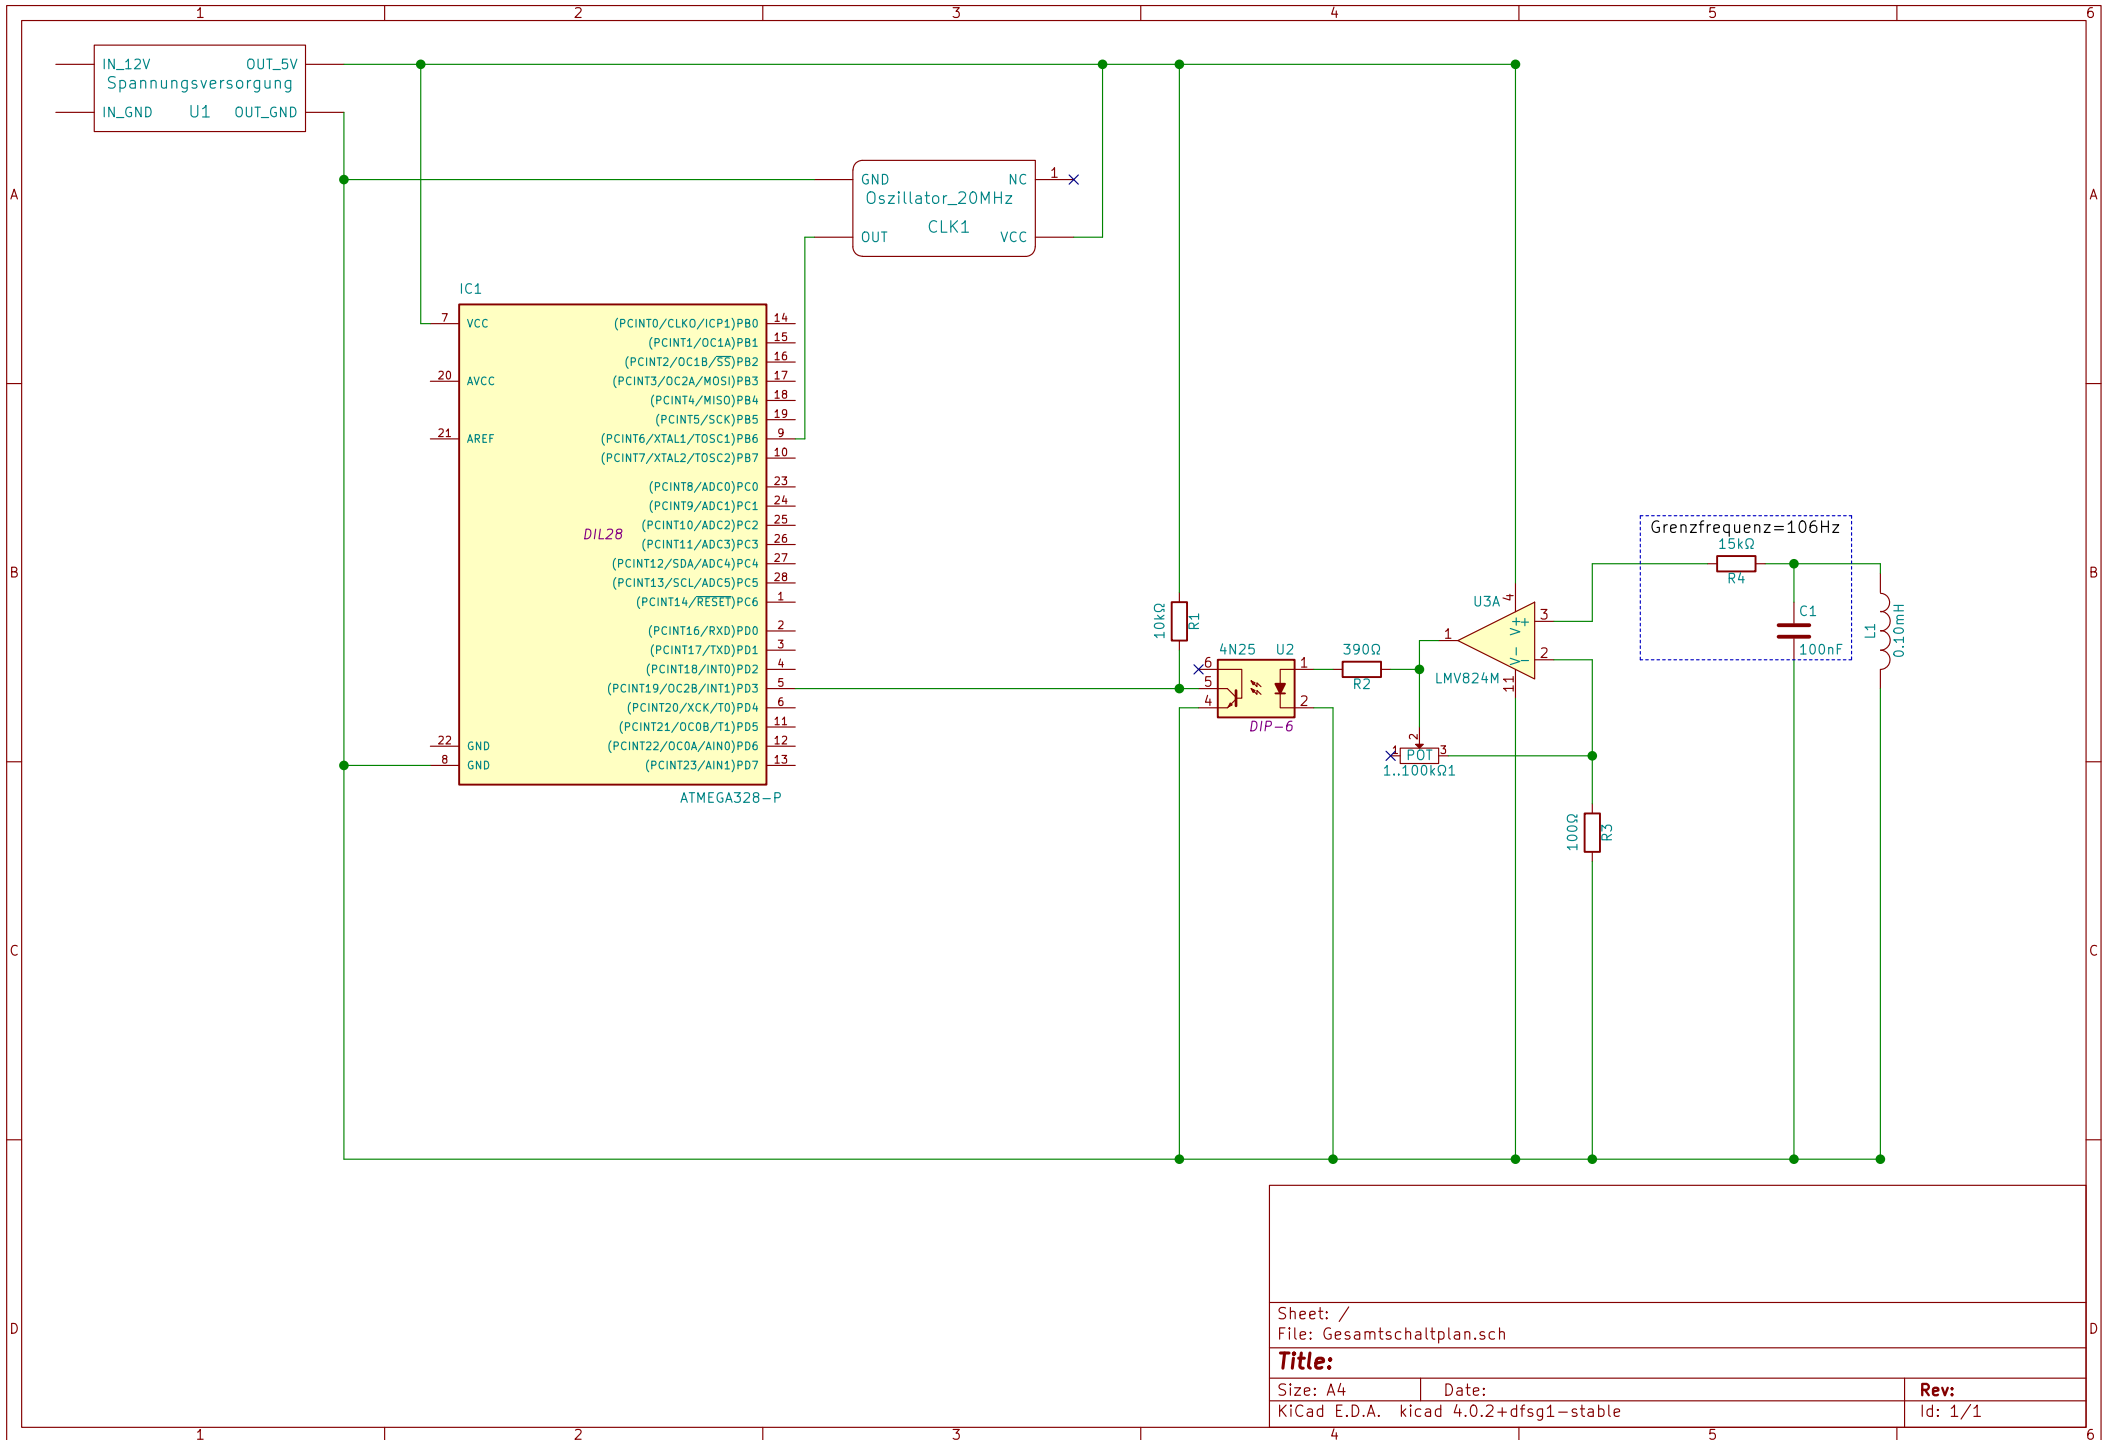 1 2 3 4 5 6
A A
B B
C C
D D
IN_12V OUT_5V
Spannungsversorgung
IN_GND U1 OUT_GND
GND NC 1
Oszillator_20MHz
CLK1
OUT VCC
IC1
7 VCC (PCINT0/CLKO/ICP1)PB0 14
(PCINT1/OC1A)PB1 15
(PCINT2/OC1B/SS)PB2 16
20 AVCC (PCINT3/OC2A/MOSI)PB3 17
(PCINT4/MISO)PB4 18
(PCINT5/SCK)PB5 19
21 AREF (PCINT6/XTAL1/TOSC1)PB6 9
(PCINT7/XTAL2/TOSC2)PB7 10
(PCINT8/ADC0)PC0 23
(PCINT9/ADC1)PC1 24
DIL28 (PCINT10/ADC2)PC2 25
(PCINT11/ADC3)PC3 26
(PCINT12/SDA/ADC4)PC4 27
(PCINT13/SCL/ADC5)PC5 28
(PCINT14/RESET)PC6 1
(PCINT16/RXD)PD0 2
(PCINT17/TXD)PD1 3
(PCINT18/INT0)PD2 4
(PCINT19/OC2B/INT1)PD3 5
(PCINT20/XCK/T0)PD4 6
(PCINT21/OC0B/T1)PD5 11
22 GND (PCINT22/OC0A/AIN0)PD6 12
8 GND (PCINT23/AIN1)PD7 13
ATMEGA328-P
10kΩ R1
4N25 U2
6 1
5
4 2
DIP-6
390Ω
R2
U3A
4 V+ + 3
1
V- - 2
11
LMV824M
1 2 3
POT
1..100kΩ1
100Ω R3
Grenzfrequenz=106Hz
15kΩ
R4
C1
100nF
L1 0.10mH
Sheet: /
File: Gesamtschaltplan.sch
Title:
Size: A4 Date: Rev:
KiCad E.D.A. kicad 4.0.2+dfsg1-stable Id: 1/1
1 2 3 4 5 6